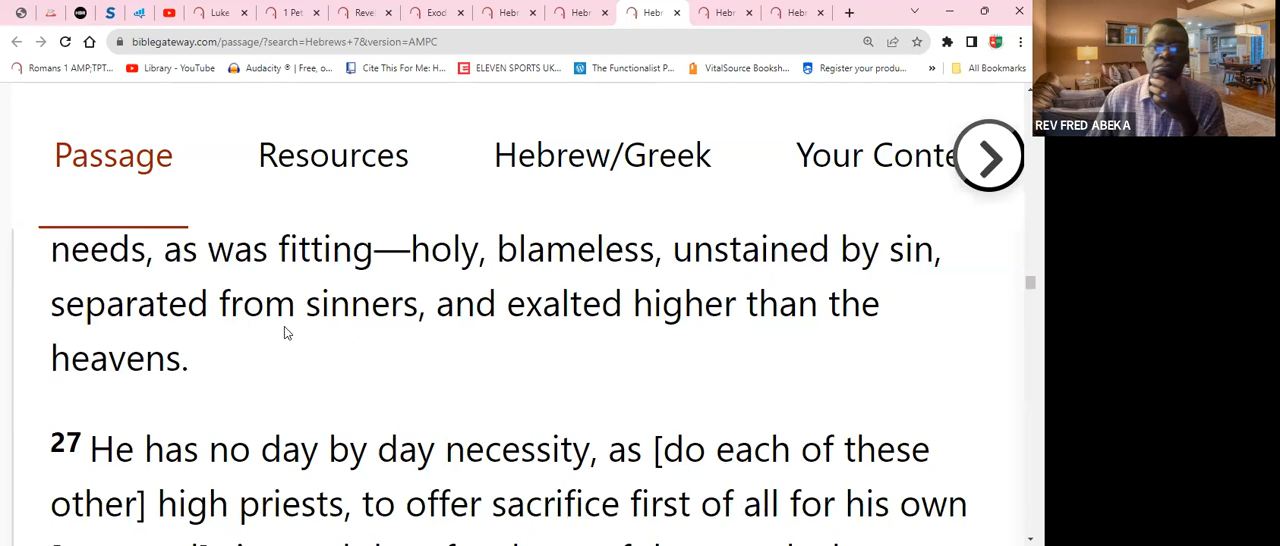 Luke
1 Pet
Reve
Exod
Hebr
Hebr
Hebr
Hebr
Hebr
biblegateway.com/passage/?search=Hebrews+7&version=AMPC
Romans 1 AMP;TPT...
Library - YouTube
Audacity ® | Free, o...
Cite This For Me: H...
ELEVEN SPORTS UK...
The Functionalist P...
VitalSource Booksh...
Register your produ...
»
All Bookmarks
REV FRED ABEKA
Passage Resources Hebrew/Greek Your Conte
needs, as was fitting—holy, blameless, unstained by sin,
separated from sinners, and exalted higher than the
heavens.
27 He has no day by day necessity, as [do each of these
other] high priests, to offer sacrifice first of all for his own